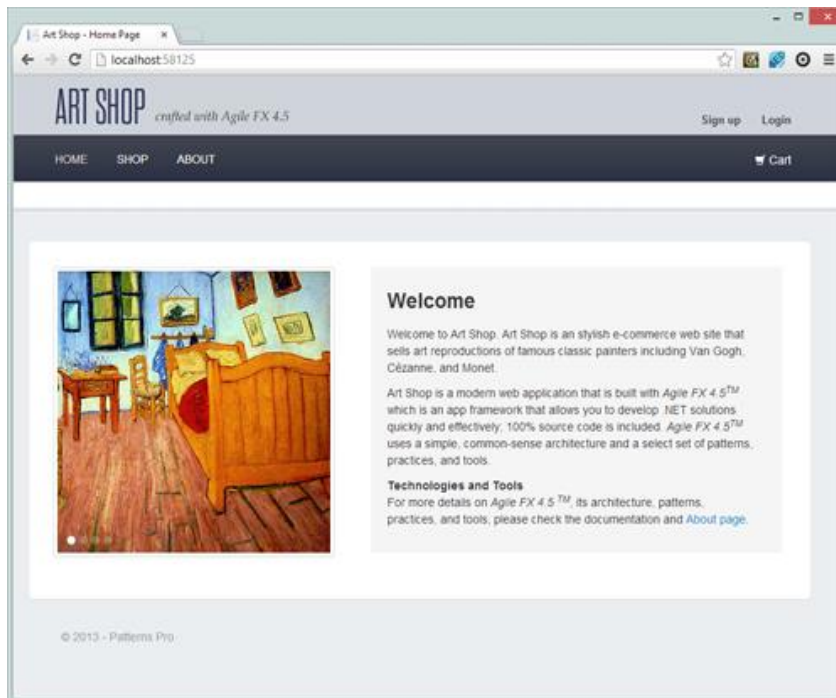 Art Shop - Home Page
localhost:58125
ART SHOP crafted with Agile FX 4.5
Sign up Login
HOME SHOP ABOUT Cart
Welcome
Welcome to Art Shop. Art Shop is an stylish e-commerce web site that
sells art reproductions of famous classic painters including Van Gogh,
Cézanne, and Monet.
Art Shop is a modern web application that is built with Agile FX 4.5TM
which is an app framework that allows you to develop .NET solutions
quickly and effectively. 100% source code is included. Agile FX 4.5TM
uses a simple, common-sense architecture and a select set of patterns,
practices, and tools.
Technologies and Tools
For more details on Agile FX 4.5 TM, its architecture, patterns,
practices, and tools, please check the documentation and About page.
© 2013 - Patterns Pro